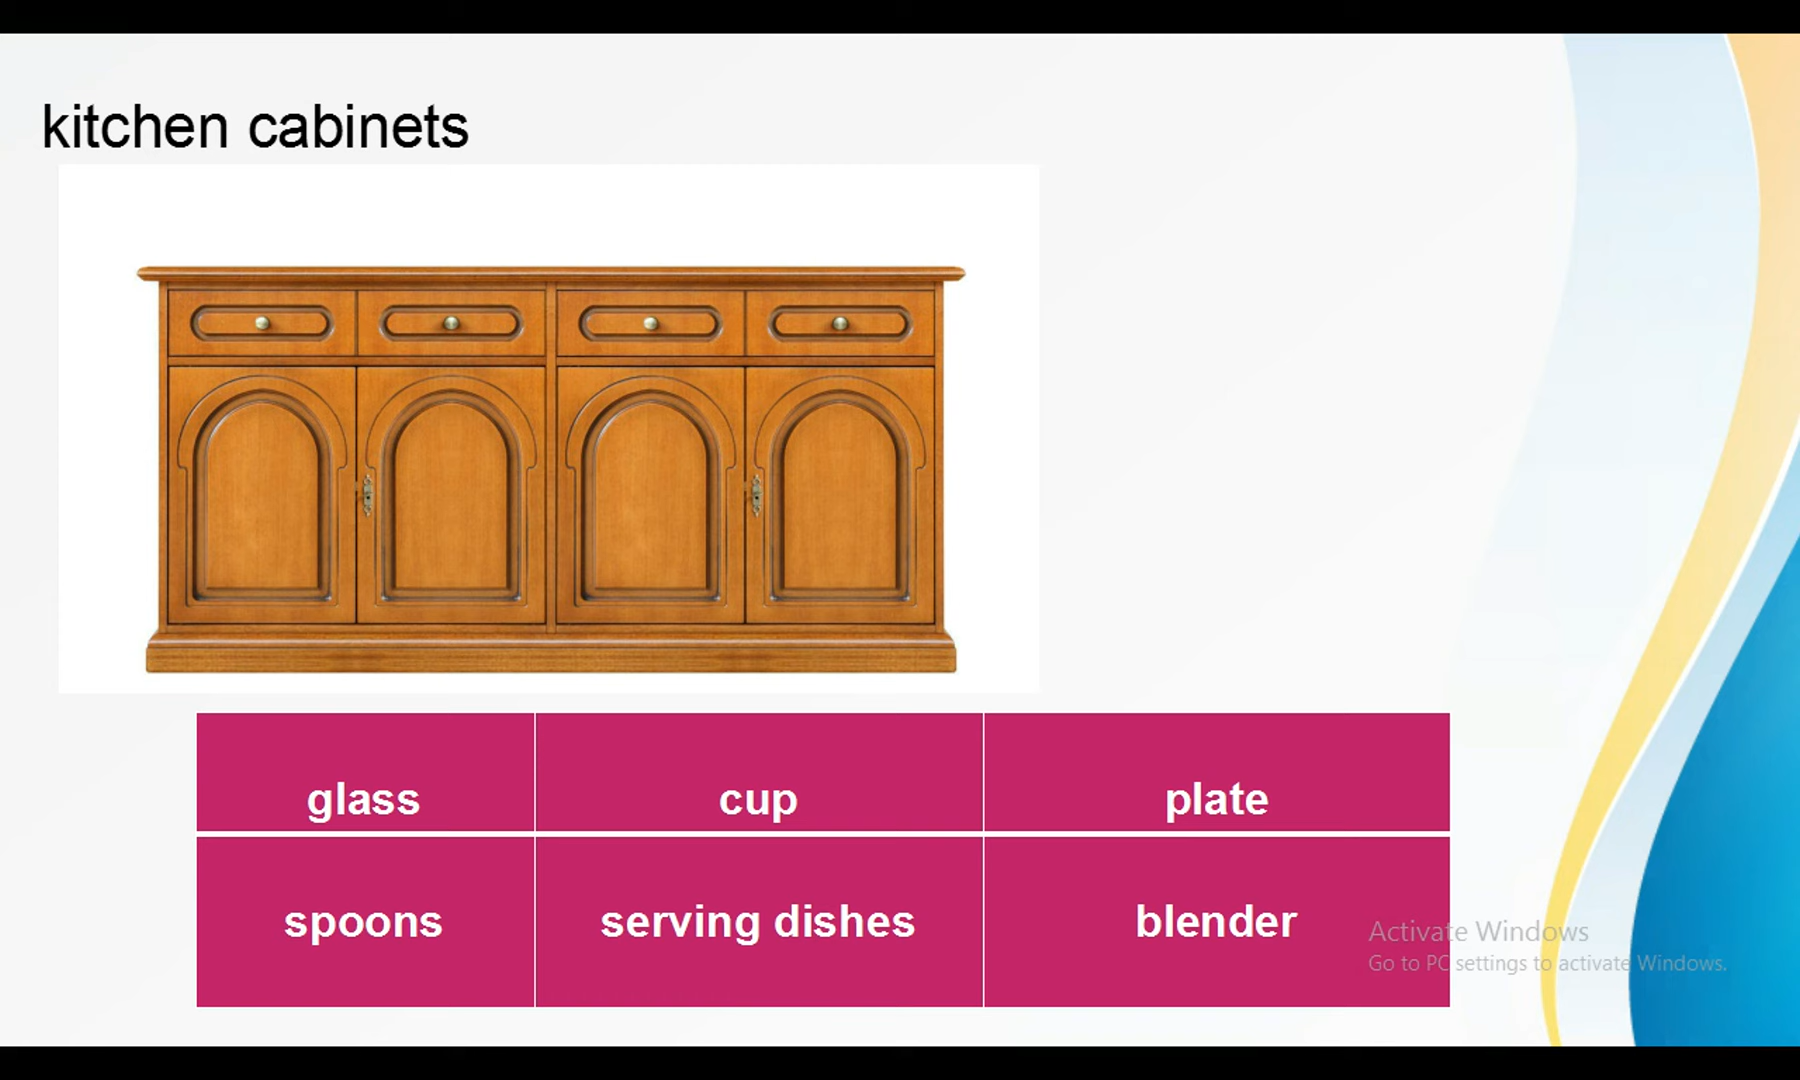 kitchen cabinets
glass
cup
plate
spoons
serving dishes
blender
Activate Windows
Go to PC settings to activate Windows.